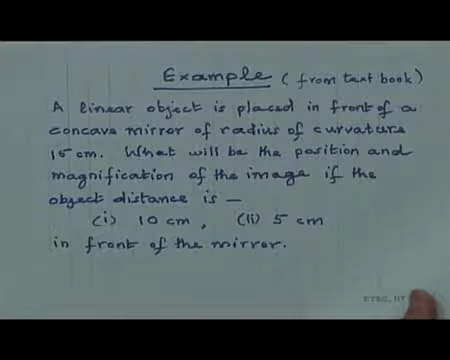 Example (from text book)
A linear object is placed in front of a
concave mirror of radius of curvature
15 cm. What will be the position and
magnification of the image if the
object distance is —
(i) 10 cm, (ii) 5 cm
in front of the mirror.